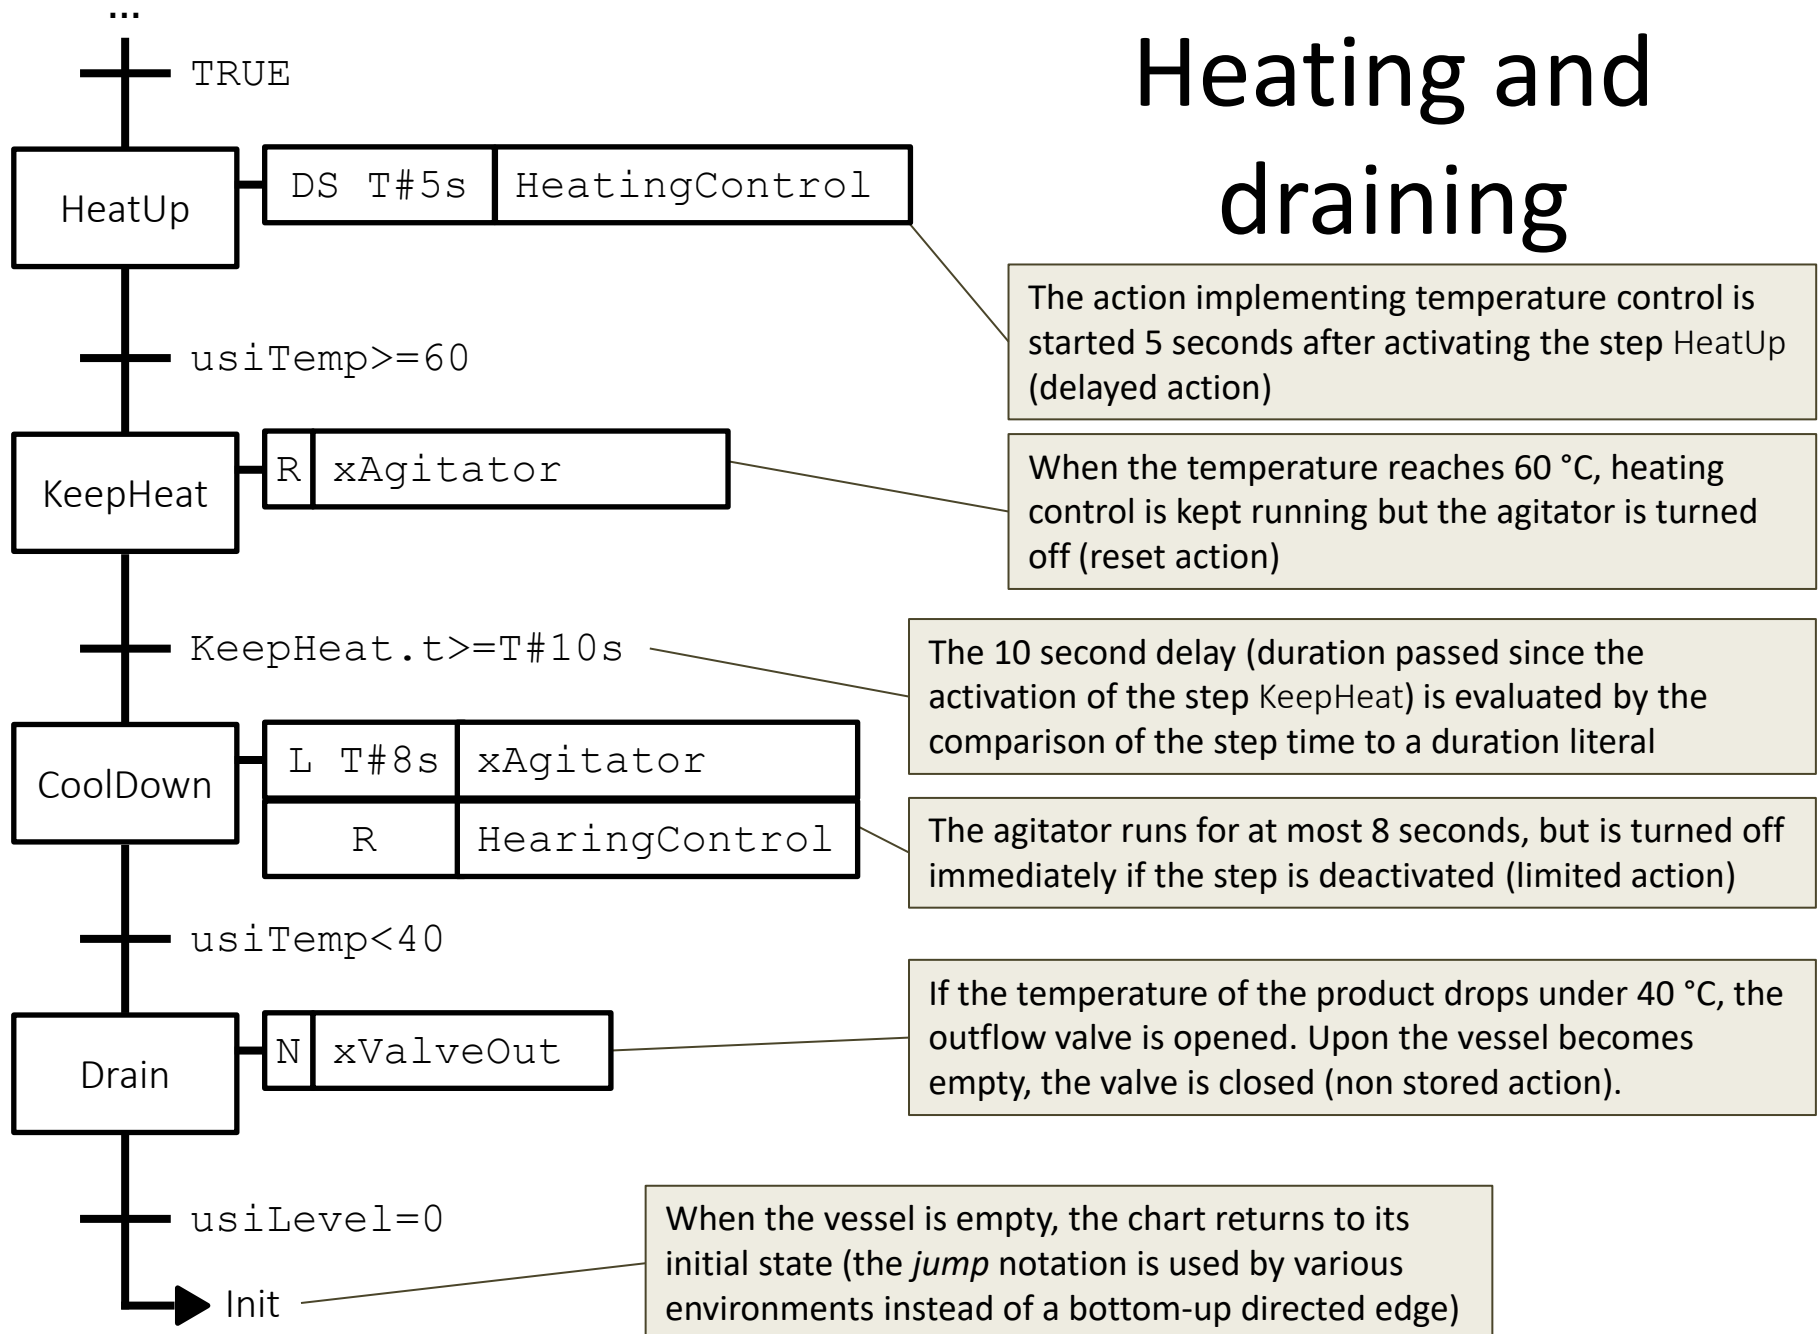 Heating and
draining
...
TRUE
HeatUp
DS T#5s
HeatingControl
The action implementing temperature control is
started 5 seconds after activating the step HeatUp
(delayed action)
usiTemp>=60
KeepHeat
R
xAgitator
When the temperature reaches 60 °C, heating
control is kept running but the agitator is turned
off (reset action)
KeepHeat.t>=T#10s
The 10 second delay (duration passed since the
activation of the step KeepHeat) is evaluated by the
comparison of the step time to a duration literal
CoolDown
L T#8s
xAgitator
R
HearingControl
The agitator runs for at most 8 seconds, but is turned off
immediately if the step is deactivated (limited action)
usiTemp<40
Drain
N
xValveOut
If the temperature of the product drops under 40 °C, the
outflow valve is opened. Upon the vessel becomes
empty, the valve is closed (non stored action).
usiLevel=0
Init
When the vessel is empty, the chart returns to its
initial state (the jump notation is used by various
environments instead of a bottom-up directed edge)